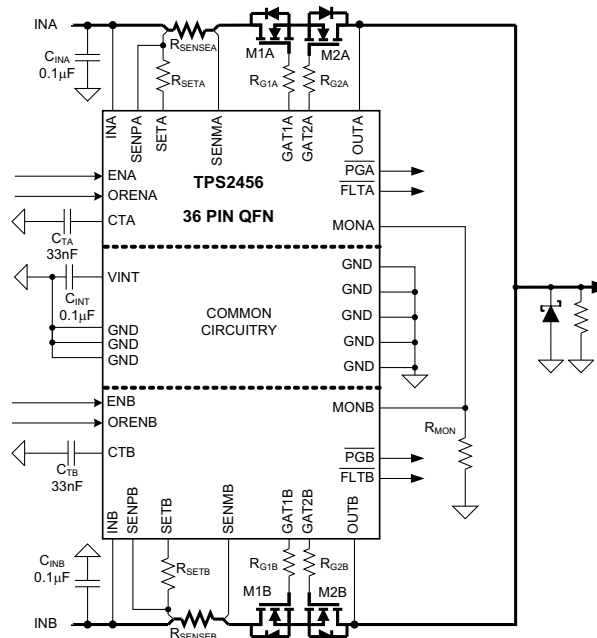 INA
CINA
0.1µF
RSENSEA
M1A
M2A
RSETA
RG1A
RG2A
INA
SENPA
SETA
SENMA
GAT1A
GAT2A
OUTA
ENA
ORENA
CTA
CTA
33nF
TPS2456
36 PIN QFN
PGA
FLTA
MONA
VINT
CINT
0.1µF
GND
GND
GND
COMMON
CIRCUITRY
GND
GND
GND
GND
GND
ENB
ORENB
CTB
CTB
33nF
MONB
RMON
PGB
FLTB
INB
SENPB
SETB
SENMB
GAT1B
GAT2B
OUTB
CINB
0.1µF
RSETB
RG1B
RG2B
M1B
M2B
INB
RSENSEB